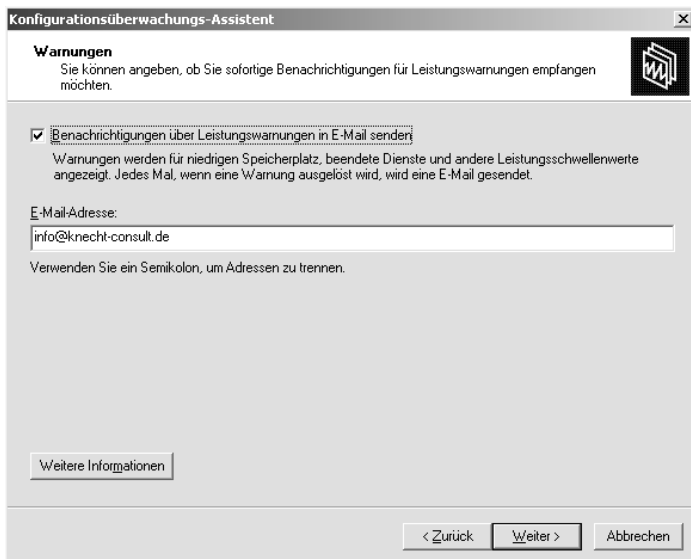 Konfigurationsüberwachungs-Assistent
Warnungen
Sie können angeben, ob Sie sofortige Benachrichtigungen für Leistungswarnungen empfangen
möchten.
Benachrichtigungen über Leistungswarnungen in E-Mail senden
Warnungen werden für niedrigen Speicherplatz, beendete Dienste und andere Leistungsschwellenwerte
angezeigt. Jedes Mal, wenn eine Warnung ausgelöst wird, wird eine E-Mail gesendet.
E-Mail-Adresse:
info@knecht-consult.de
Verwenden Sie ein Semikolon, um Adressen zu trennen.
Weitere Informationen
< Zurück Weiter > Abbrechen